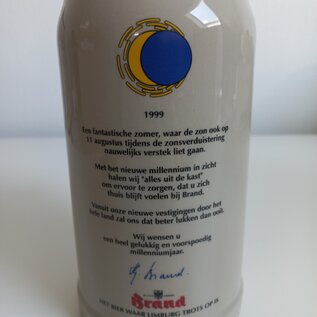 1999
Een fantastische zomer, waar de zon ook op
11 augustus tijdens de zonsverduistering
nauwelijks verstek liet gaan.
Met het nieuwe millennium in zicht
halen wij "alles uit de kast"
om ervoor te zorgen, dat u zich
thuis blijft voelen bij Brand.
Vanuit onze nieuwe vestigingen door het
hele land zal ons dat beter lukken dan ooit.
Wij wensen u
een heel gelukkig en voorspoedig
millenniumjaar.
Brand
HET BIER WAAR LIMBURG TROTS OP IS